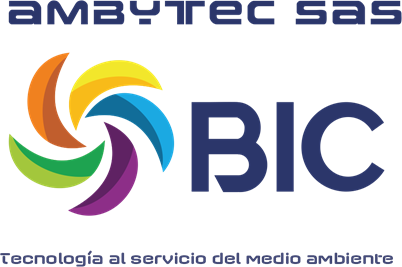 AMBYTEC SAS
BIC
Tecnología al servicio del Medio Ambiente